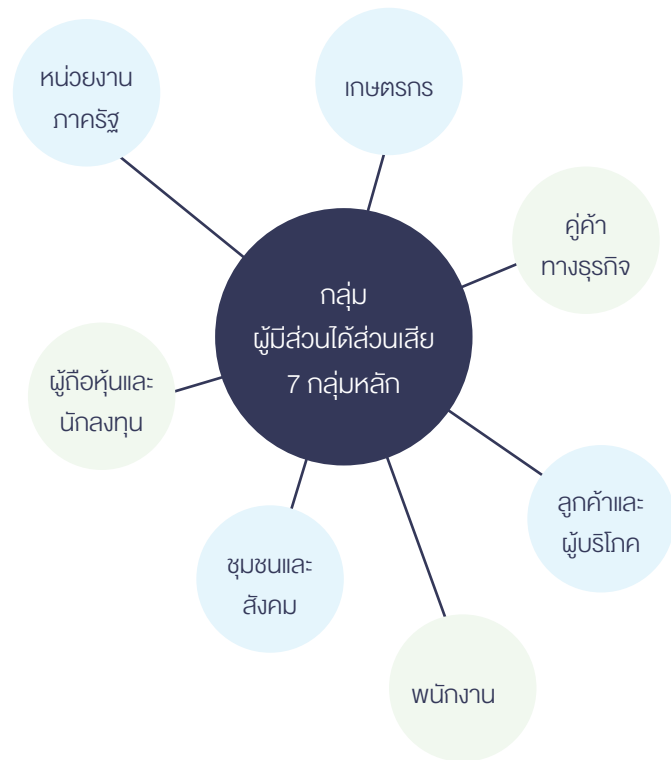 หน่วยงาน
ภาครัฐ
เกษตรกร
คู่ค้า
ทางธุรกิจ
กลุ่ม
ผู้มีส่วนได้ส่วนเสีย
7 กลุ่มหลัก
ผู้ถือหุ้นและ
นักลงทุน
ลูกค้าและ
ผู้บริโภค
ชุมชนและ
สังคม
พนักงาน